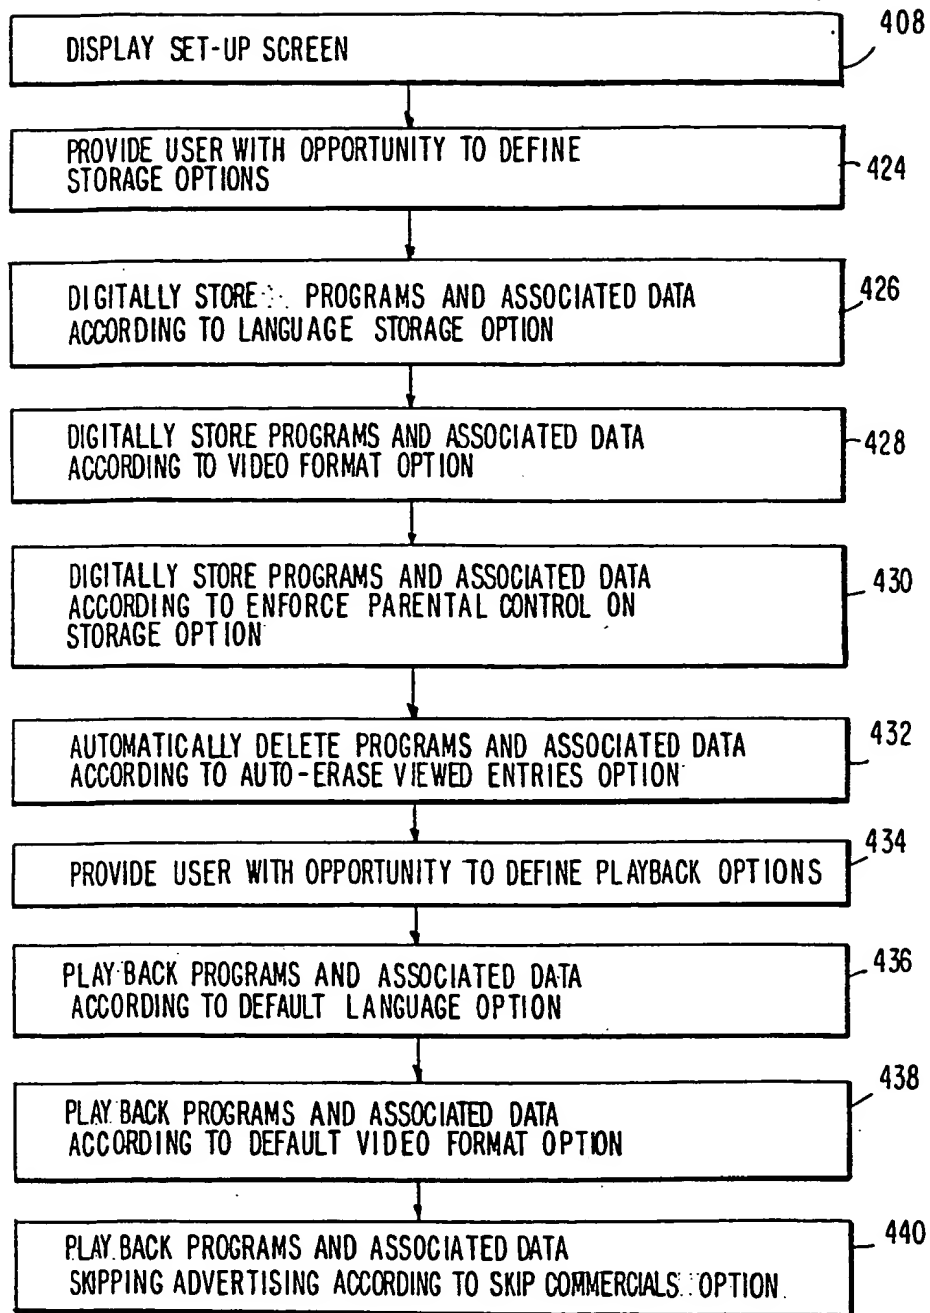 408
DISPLAY SET-UP SCREEN
PROVIDE USER WITH OPPORTUNITY TO DEFINE
STORAGE OPTIONS
424
DIGITALLY STORE PROGRAMS AND ASSOCIATED DATA
ACCORDING TO LANGUAGE STORAGE OPTION
426
DIGITALLY STORE PROGRAMS AND ASSOCIATED DATA
ACCORDING TO VIDEO FORMAT OPTION
428
DIGITALLY STORE PROGRAMS AND ASSOCIATED DATA
ACCORDING TO ENFORCE PARENTAL CONTROL ON
STORAGE OPTION
430
AUTOMATICALLY DELETE PROGRAMS AND ASSOCIATED DATA
ACCORDING TO AUTO-ERASE VIEWED ENTRIES OPTION
432
PROVIDE USER WITH OPPORTUNITY TO DEFINE PLAYBACK OPTIONS
434
PLAY BACK PROGRAMS AND ASSOCIATED DATA
ACCORDING TO DEFAULT LANGUAGE OPTION
436
PLAY BACK PROGRAMS AND ASSOCIATED DATA
ACCORDING TO DEFAULT VIDEO FORMAT OPTION
438
PLAY BACK PROGRAMS AND ASSOCIATED DATA
SKIPPING ADVERTISING ACCORDING TO SKIP COMMERCIALS OPTION
440